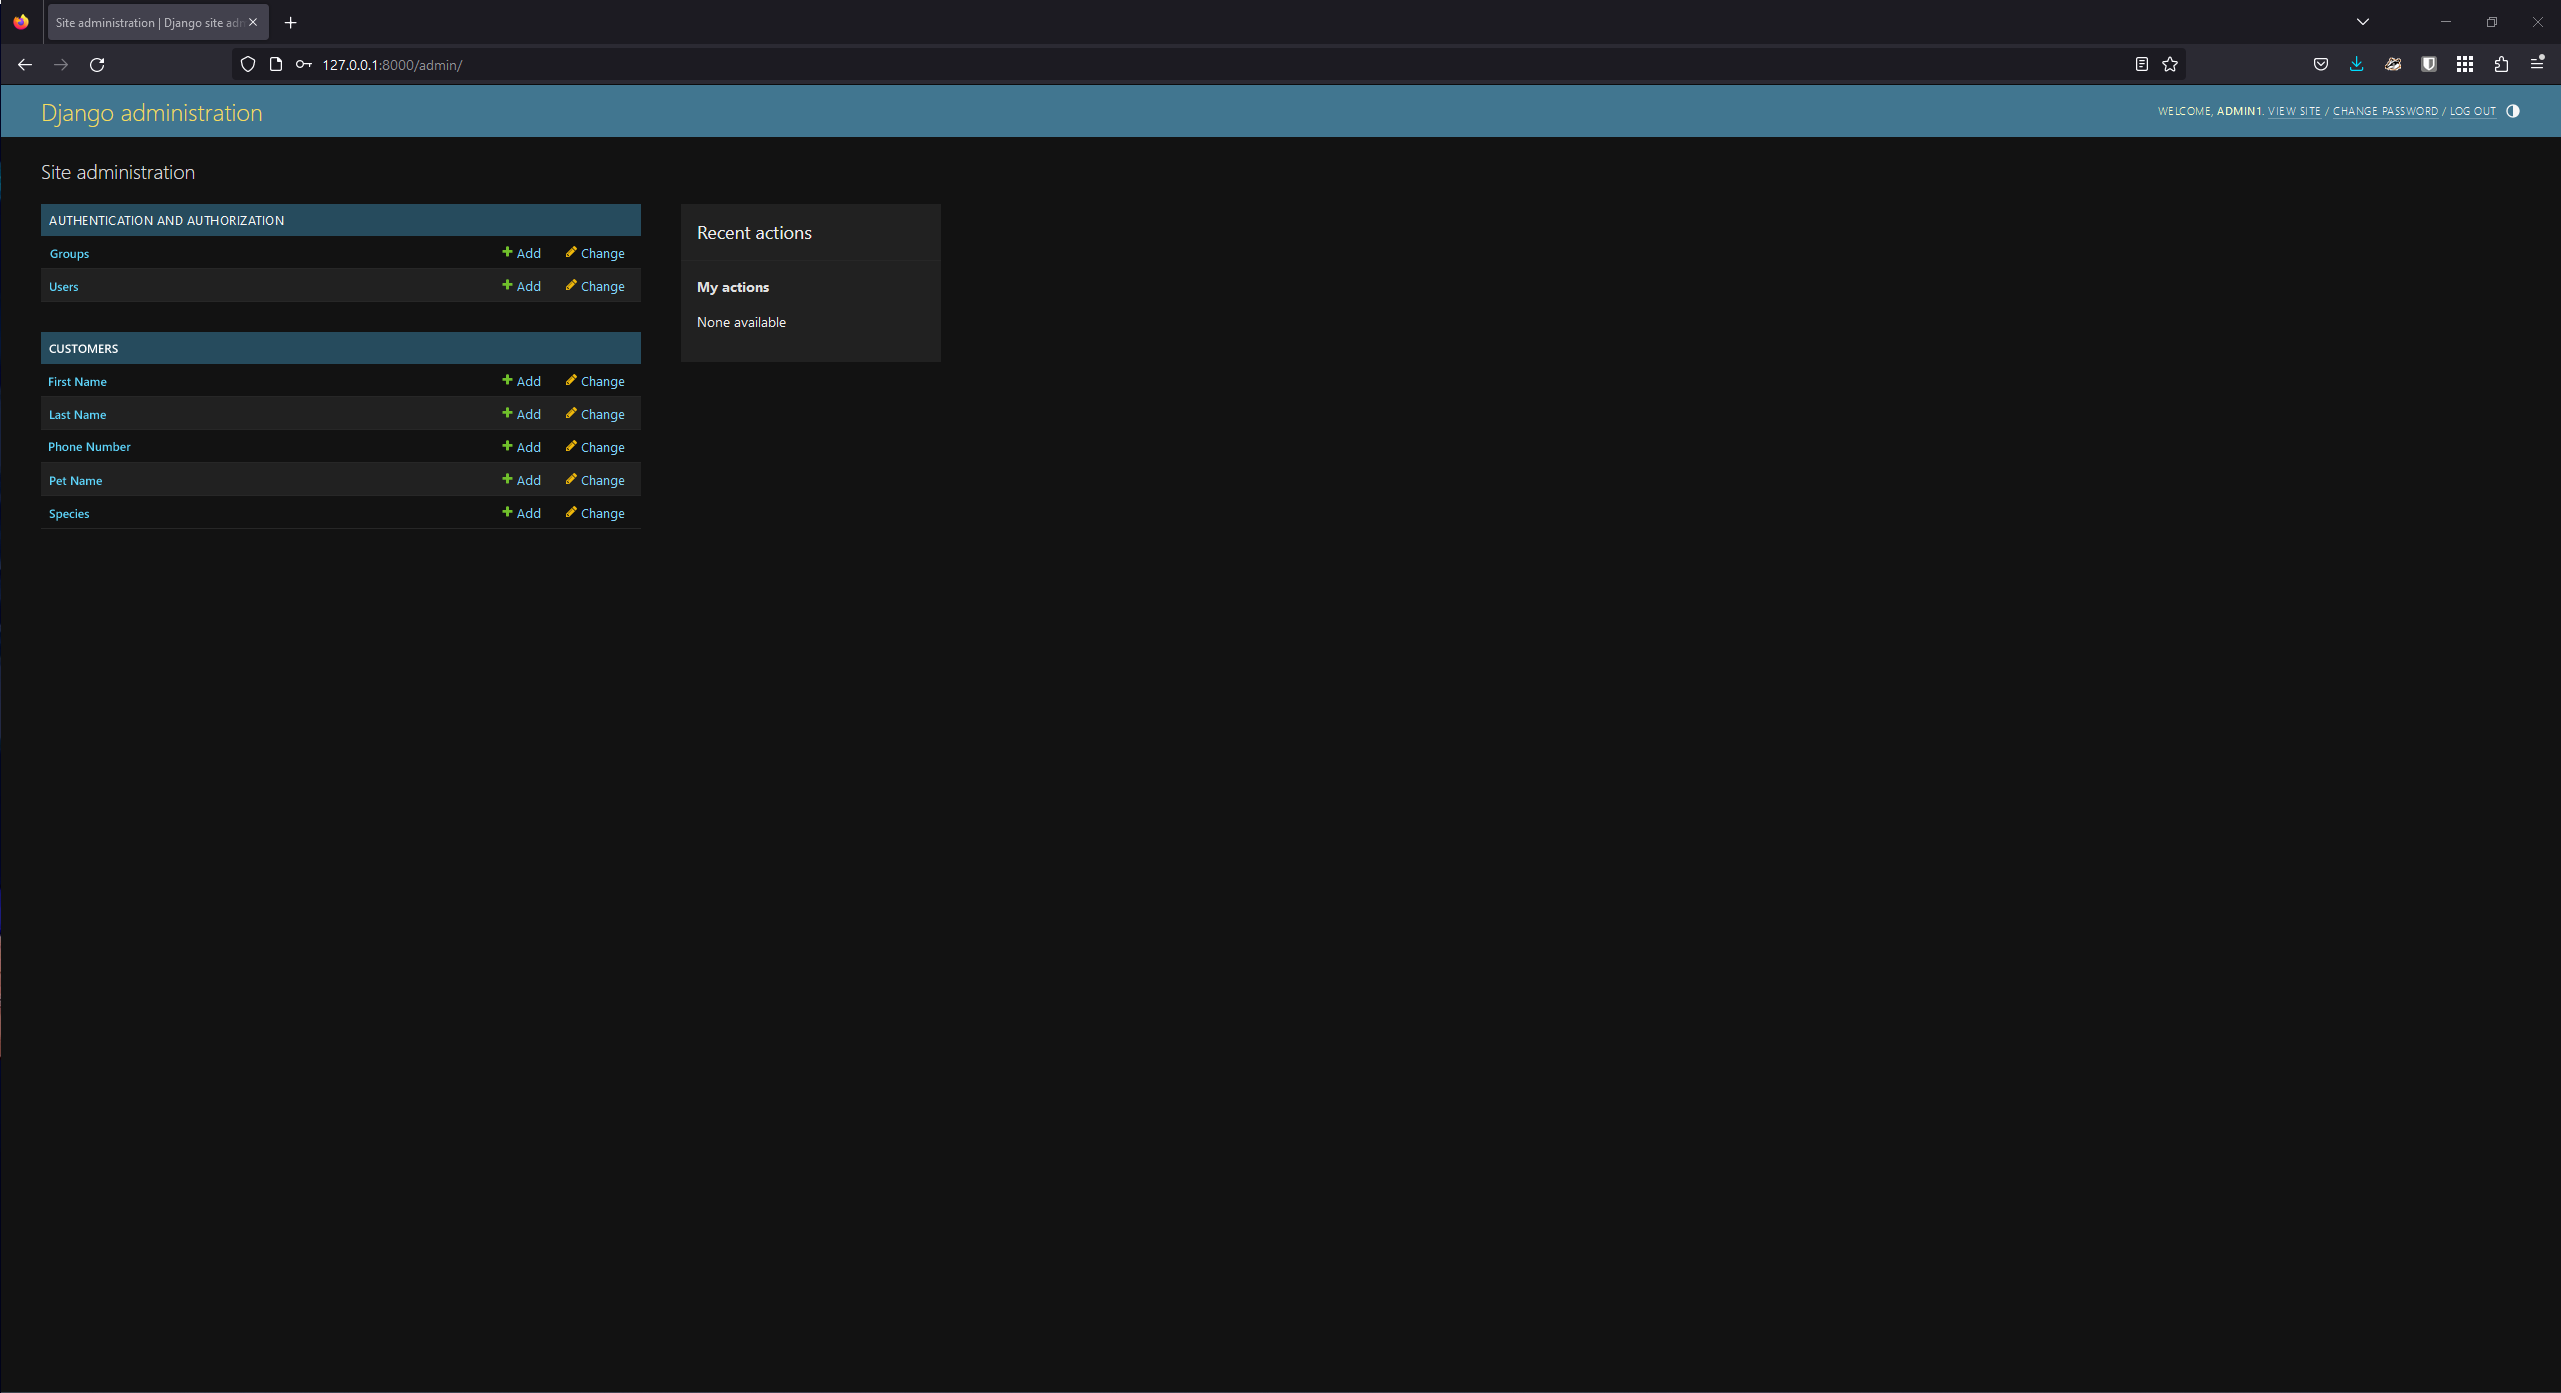 Site administration | Django site adn
127.0.0.1:8000/admin/
Django administration
WELCOME, ADMIN1. VIEW SITE / CHANGE PASSWORD / LOG OUT
Site administration
AUTHENTICATION AND AUTHORIZATION
Groups Add Change
Users Add Change
CUSTOMERS
First Name Add Change
Last Name Add Change
Phone Number Add Change
Pet Name Add Change
Species Add Change
Recent actions
My actions
None available